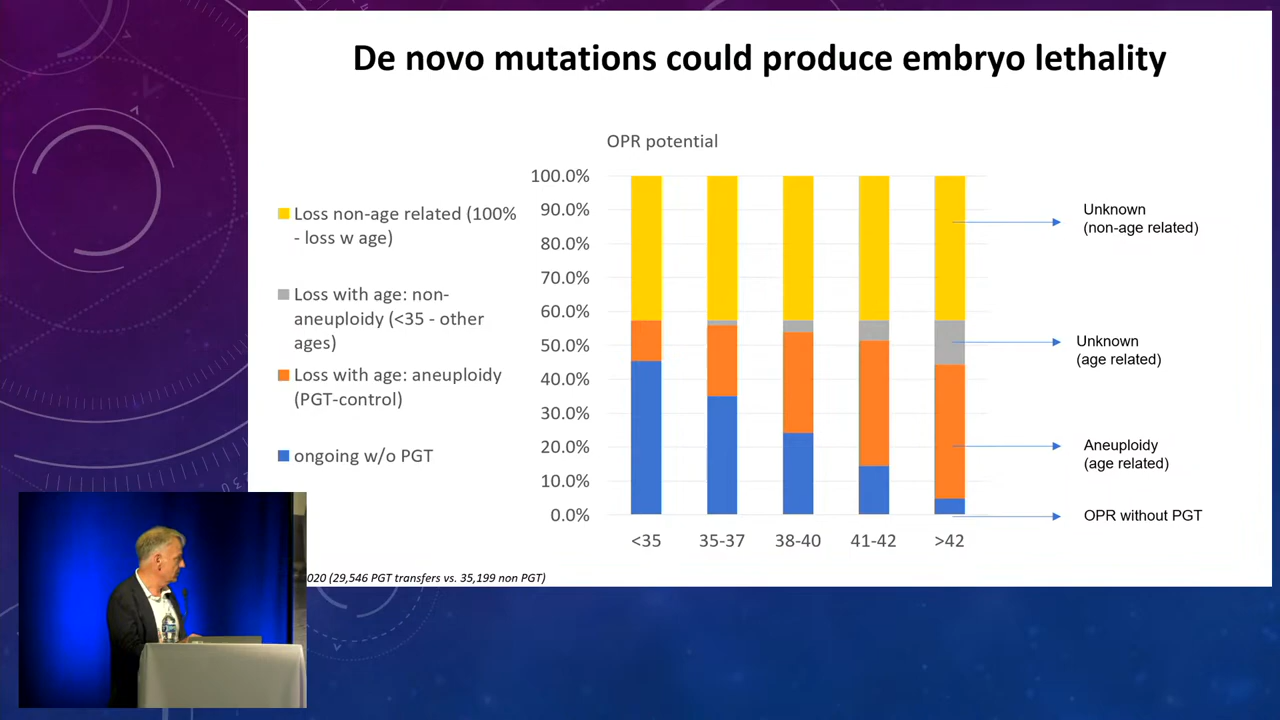 De novo mutations could produce embryo lethality
OPR potential
Loss non-age related (100%
- loss w age)
Loss with age: non-
aneuploidy (<35 - other
ages)
Loss with age: aneuploidy
(PGT-control)
ongoing w/o PGT
100.0%
90.0%
80.0%
70.0%
60.0%
50.0%
40.0%
30.0%
20.0%
10.0%
0.0%
<35 35-37 38-40 41-42 >42
Unknown
(non-age related)
Unknown
(age related)
Aneuploidy
(age related)
OPR without PGT
020 (29,546 PGT transfers vs. 35,199 non PGT)